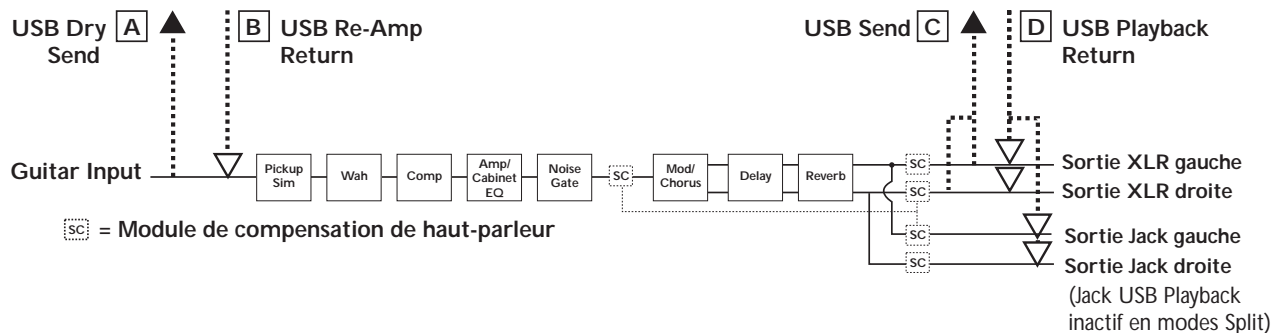 USB Dry Send A
B USB Re-Amp Return
USB Send C
D USB Playback Return
Guitar Input
Pickup Sim
Wah
Comp
Amp/ Cabinet EQ
Noise Gate
SC
Mod/ Chorus
Delay
Reverb
SC
SC
SC
SC
Sortie XLR gauche
Sortie XLR droite
Sortie Jack gauche
Sortie Jack droite
(Jack USB Playback
inactif en modes Split)
SC = Module de compensation de haut-parleur